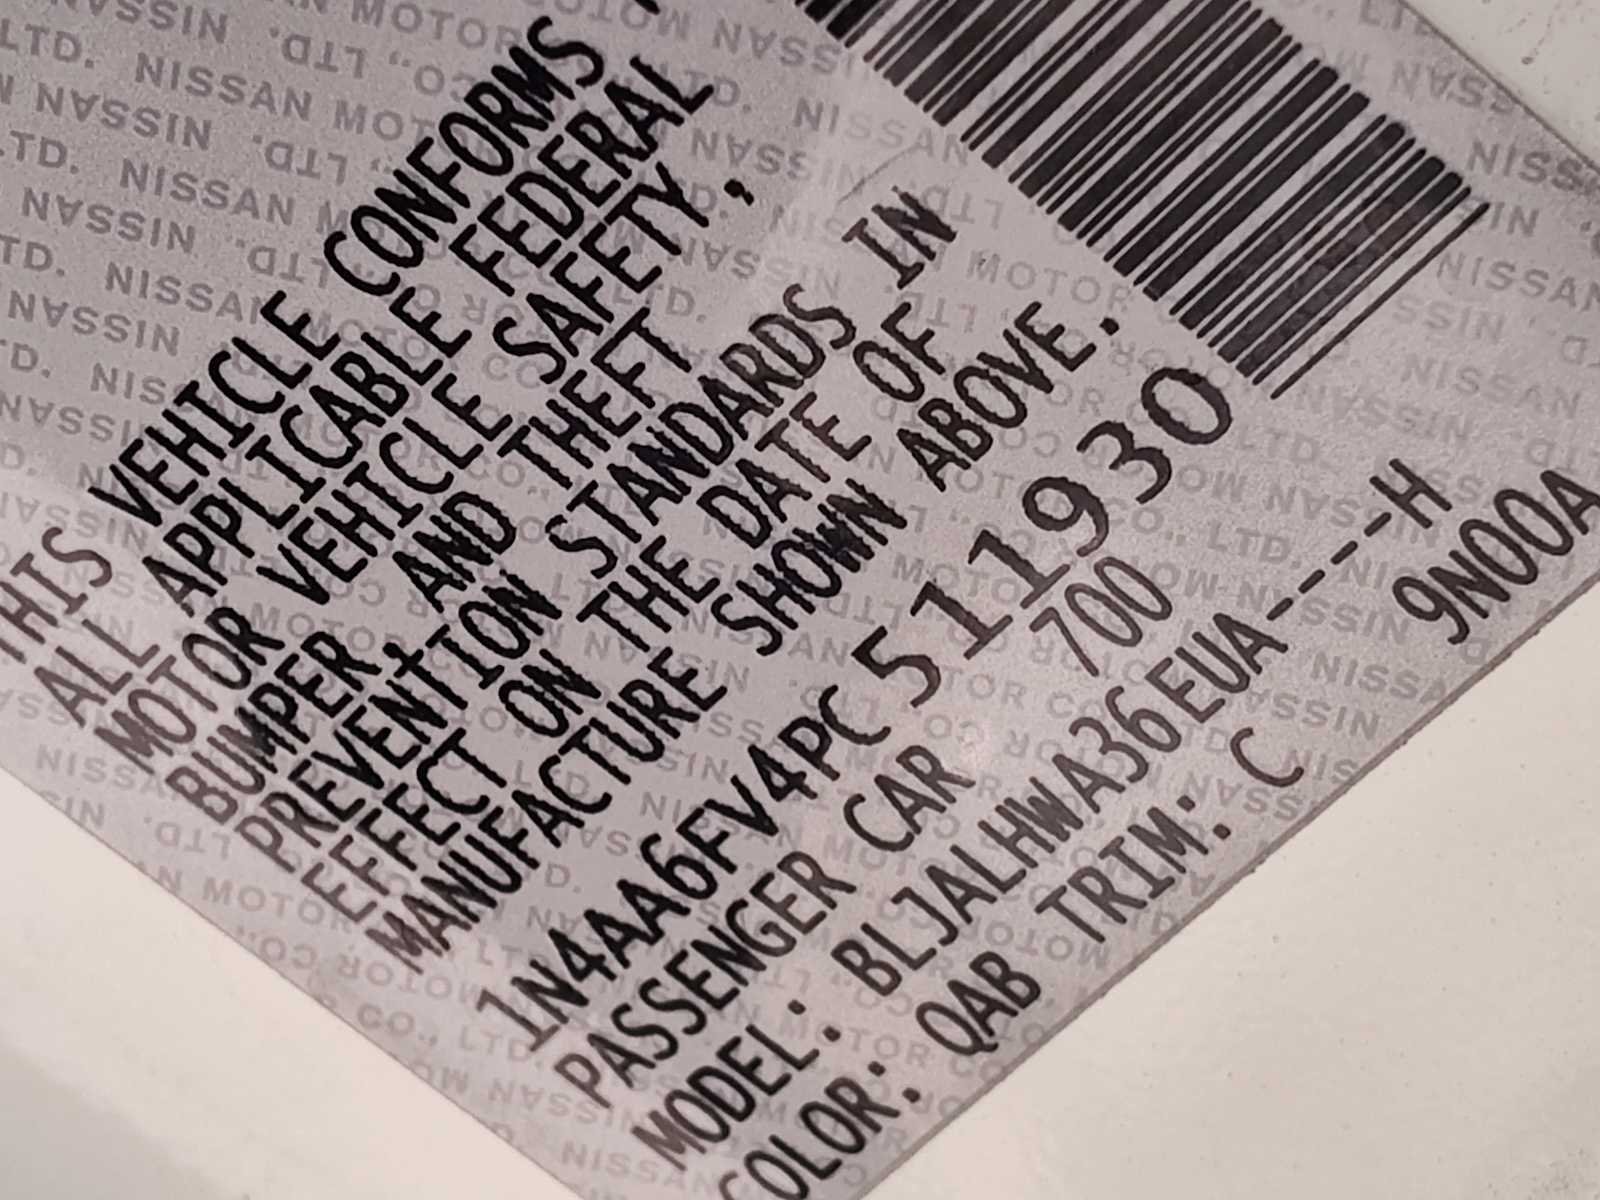 THIS VEHICLE CONFORMS
ALL APPLICABLE FEDERAL
MOTOR VEHICLE SAFETY,
BUMPER, AND THEFT
PREVENTION STANDARDS IN
EFFECT ON THE DATE OF
MANUFACTURE SHOWN ABOVE.
1N4AA6FV4PC511930
PASSENGER CAR 700
MODEL: BLJALHWA36EUA----H
COLOR: QAB TRIM: C 9N00A